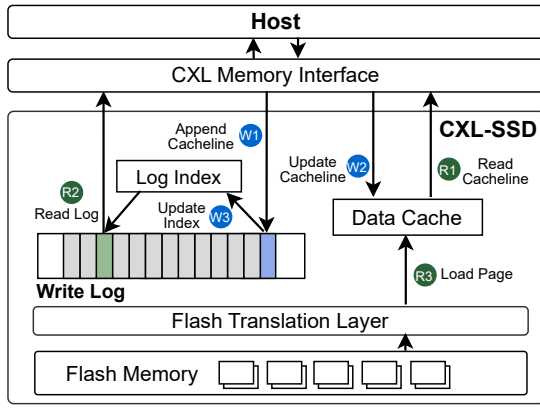 Host
CXL Memory Interface
CXL-SSD
Append
Cacheline
W1
Update
Cacheline
W2
R1
Read
Cacheline
R2
Read Log
Log Index
Update
Index
W3
Data Cache
Write Log
R3
Load Page
Flash Translation Layer
Flash Memory